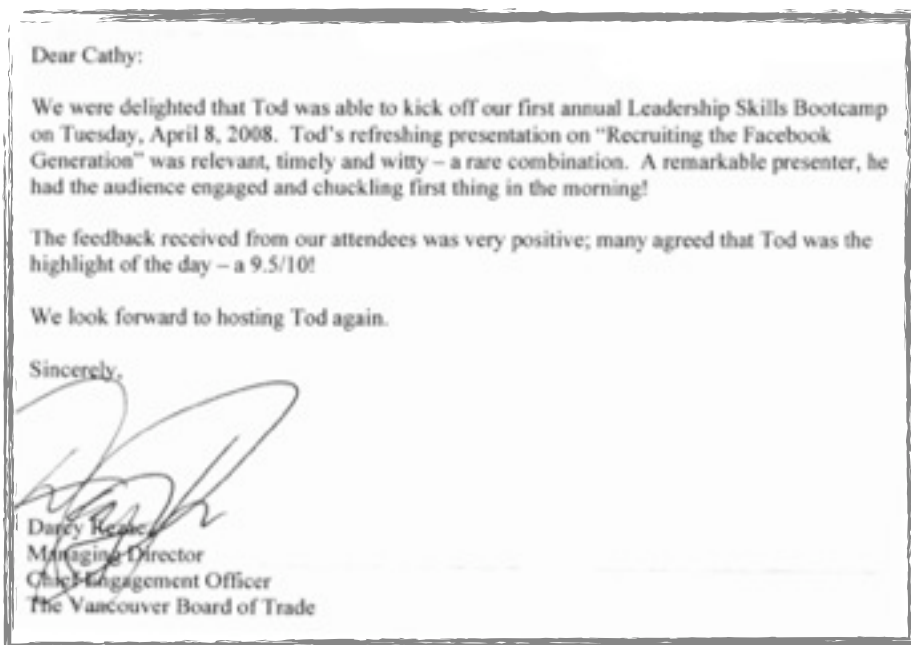 Dear Cathy:
We were delighted that Tod was able to kick off our first annual Leadership Skills Bootcamp
on Tuesday, April 8, 2008.  Tod's refreshing presentation on “Recruiting the Facebook
Generation” was relevant, timely and witty – a rare combination.  A remarkable presenter, he
had the audience engaged and chuckling first thing in the morning!
The feedback received from our attendees was very positive; many agreed that Tod was the
highlight of the day – a 9.5/10!
We look forward to hosting Tod again.
Sincerely,
Darcy
Managing Director
Chief Engagement Officer
The Vancouver Board of Trade